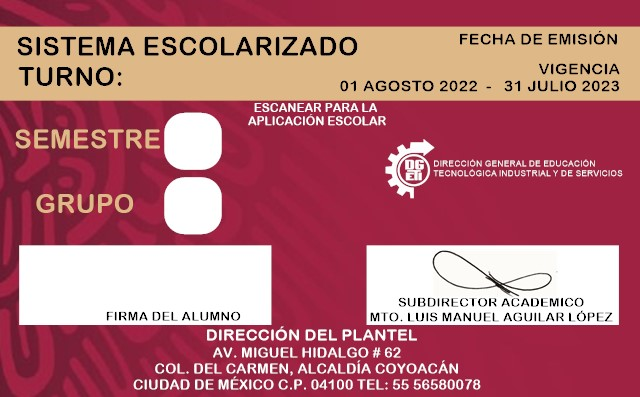 SISTEMA ESCOLARIZADO
FECHA DE EMISIÓN
TURNO:
VIGENCIA
01 AGOSTO 2022 - 31 JULIO 2023
ESCANEAR PARA LA
APLICACIÓN ESCOLAR
SEMESTRE
DGETI
DIRECCIÓN GENERAL DE EDUCACIÓN
TECNOLÓGICA INDUSTRIAL Y DE SERVICIOS
GRUPO
FIRMA DEL ALUMNO
SUBDIRECTOR ACADEMICO
MTO. LUIS MANUEL AGUILAR LÓPEZ
DIRECCIÓN DEL PLANTEL
AV. MIGUEL HIDALGO # 62
COL. DEL CARMEN, ALCALDÍA COYOACÁN
CIUDAD DE MÉXICO C.P. 04100 TEL: 55 56580078